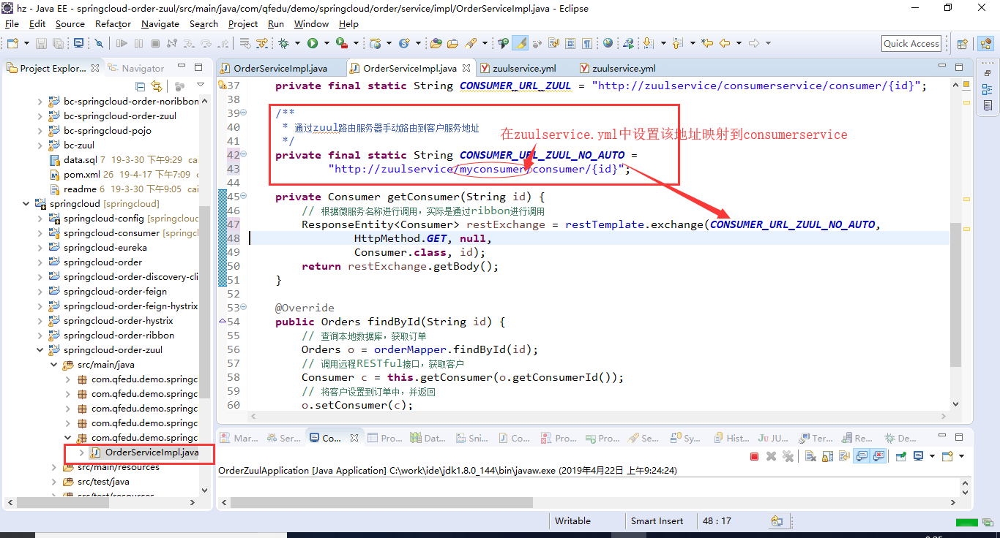 hz - Java EE - springcloud-order-zuul/src/main/java/com/qfedu/demo/springcloud/order/service/impl/OrderServiceImpl.java - Eclipse
File Edit Source Refactor Navigate Search Project Run Window Help
Quick Access
Project Explor...
Navigator
bc-springcloud-order-noribbon
bc-springcloud-order-zuul
bc-springcloud-pojo
bc-zuul
data.sql 7 19-3-30 下午9:29 cai
pom.xml 26 19-4-17 下午7:09
readme 6 19-3-30 下午9:05 cai
springcloud [springcloud]
springcloud-config [springcloud
springcloud-consumer [springc
springcloud-eureka
springcloud-order
springcloud-order-discovery-cli
springcloud-order-feign
springcloud-order-feign-hystrix
springcloud-order-hystrix
springcloud-order-ribbon
springcloud-order-zuul
src/main/java
com.qfedu.demo.springc
com.qfedu.demo.springc
com.qfedu.demo.springc
com.qfedu.demo.springc
com.qfedu.demo.springc
OrderServiceImpl.java
src/main/resources
src/test/java
src/test/resources
OrderServiceImpl.java OrderServiceImpl.java zuulservice.yml zuulservice.yml
37 private final static String CONSUMER_URL_ZUUL = "http://zuulservice/consumerservice/consumer/{id}";
38
39 /**
40 * 通过zuul路由服务器手动路由到客户服务地址
在zuulservice.yml中设置该地址映射到consumerservice
41 */
42 private final static String CONSUMER_URL_ZUUL_NO_AUTO =
43 "http://zuulservice/myconsumer/consumer/{id}";
44
45 private Consumer getConsumer(String id) {
46 // 根据微服务名称进行调用，实际是通过ribbon进行调用
47 ResponseEntity<Consumer> restExchange = restTemplate.exchange(CONSUMER_URL_ZUUL_NO_AUTO,
48 HttpMethod.GET, null,
49 Consumer.class, id);
50 return restExchange.getBody();
51 }
52
53 @Override
54 public Orders findById(String id) {
55 // 查询本地数据库，获取订单
56 Orders o = orderMapper.findById(id);
57 // 调用远程RESTful接口，获取客户
58 Consumer c = this.getConsumer(o.getConsumerId());
59 // 将客户设置到订单中，并返回
60 o.setConsumer(c);
Mar... Ser... Co... Pro... Dat... Sni... Co... Pro... Pro... Se... Sy... Hist... JU... Ter... Re... De...
OrderZuulApplication [Java Application] C:\work\ide\jdk1.8.0_144\bin\javaw.exe (2019年4月22日 上午9:24:24)
Writable Smart Insert 48 : 17